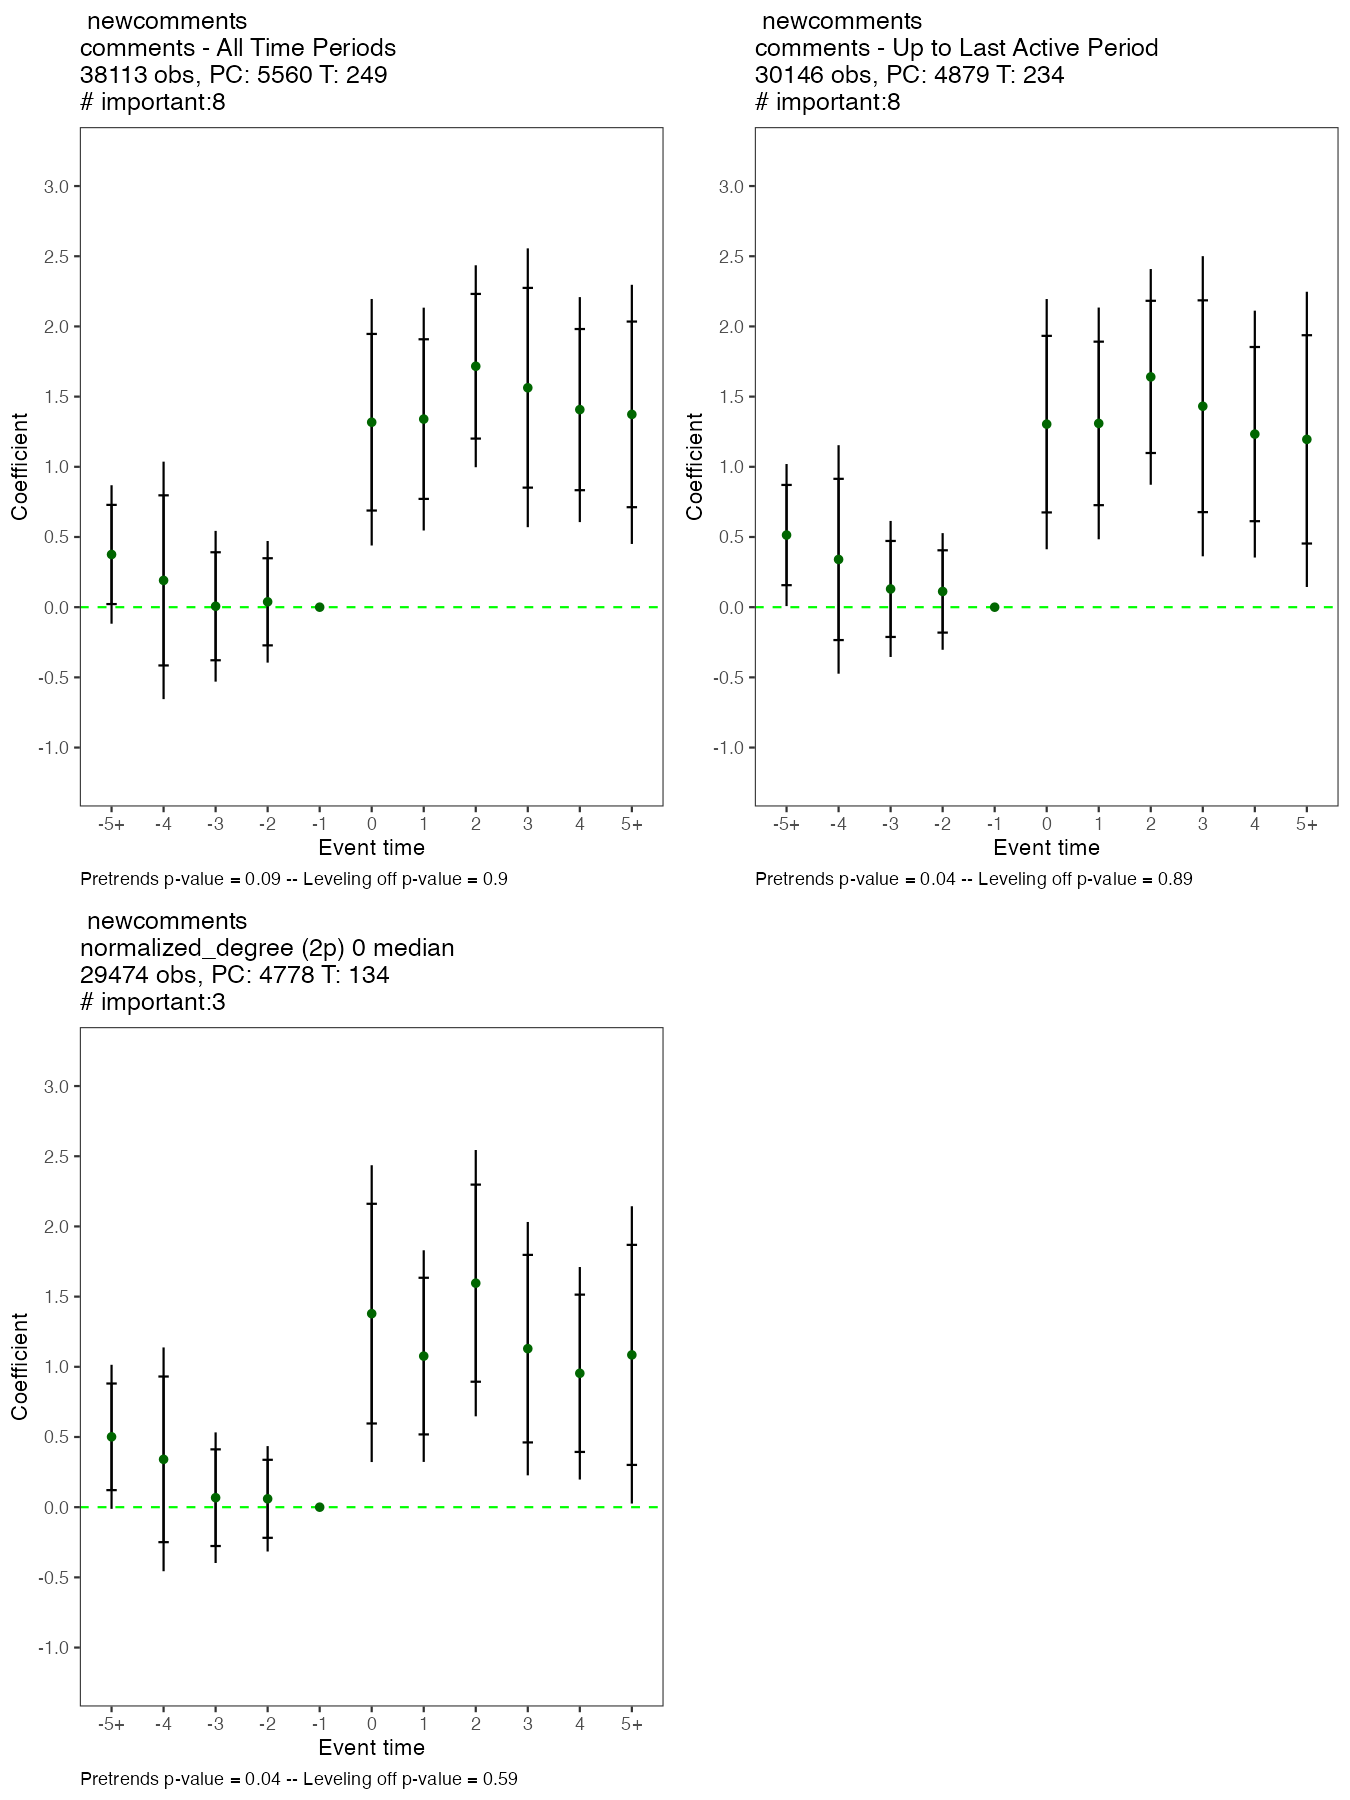 newcomments
comments - All Time Periods
38113 obs, PC: 5560 T: 249
# important:8
3.0
2.5
2.0
1.5
1.0
0.5
0.0
-0.5
-1.0
Coefficient
-5+ -4 -3 -2 -1 0 1 2 3 4 5+
Event time
Pretrends p-value = 0.09 -- Leveling off p-value = 0.9
newcomments
comments - Up to Last Active Period
30146 obs, PC: 4879 T: 234
# important:8
3.0
2.5
2.0
1.5
1.0
0.5
0.0
-0.5
-1.0
Coefficient
-5+ -4 -3 -2 -1 0 1 2 3 4 5+
Event time
Pretrends p-value = 0.04 -- Leveling off p-value = 0.89
newcomments
normalized_degree (2p) 0 median
29474 obs, PC: 4778 T: 134
# important:3
3.0
2.5
2.0
1.5
1.0
0.5
0.0
-0.5
-1.0
Coefficient
-5+ -4 -3 -2 -1 0 1 2 3 4 5+
Event time
Pretrends p-value = 0.04 -- Leveling off p-value = 0.59